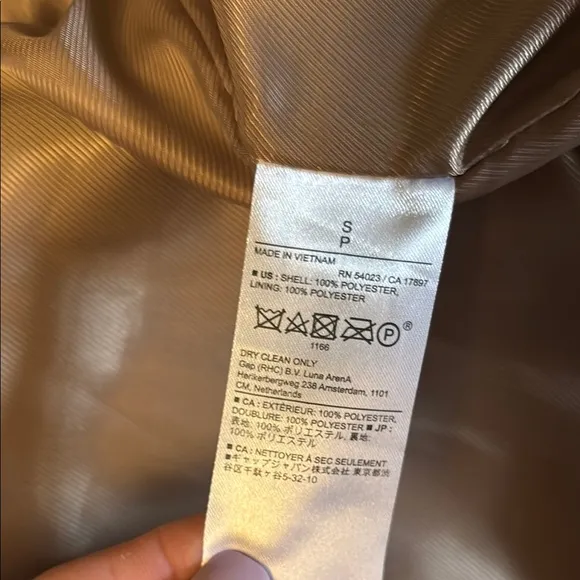 S
P
MADE IN VIETNAM RN 54023 / CA 17897
■ US : SHELL: 100% POLYESTER,
LINING: 100% POLYESTER
P ®
1166
DRY CLEAN ONLY
Gap (RHC) B.V. Luna ArenA
Herikerbergweg 238 Amsterdam, 1101
CM, Netherlands
■ CA : EXTÉRIEUR: 100% POLYESTER,
DOUBLURE: 100% POLYESTER ■ JP :
表地: 100% ポリエステル, 裏地:
100% ポリエステル
■ CA : NETTOYER À SEC SEULEMENT
■ ギャップジャパン株式会社 東京都渋
谷区千駄ヶ谷5-32-10